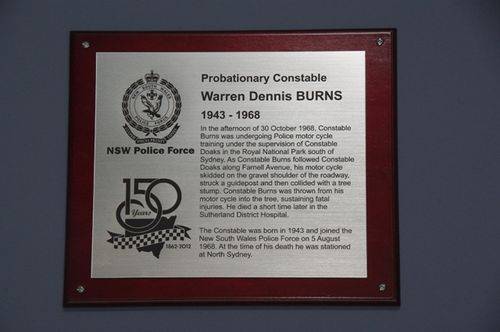 NEW SOUTH WALES
POLICE FORCE
NSW Police Force
150
Years
1862-2012
Probationary Constable
Warren Dennis BURNS
1943 - 1968
In the afternoon of 30 October 1968, Constable
Burns was undergoing Police motor cycle
training under the supervision of Constable
Doaks in the Royal National Park south of
Sydney. As Constable Burns followed Constable
Doaks along Farnell Avenue, his motor cycle
skidded on the gravel shoulder of the roadway,
struck a guidepost and then collided with a tree
stump. Constable Burns was thrown from his
motor cycle into the tree, sustaining fatal
injuries. He died a short time later in the
Sutherland District Hospital.
The Constable was born in 1943 and joined the
New South Wales Police Force on 5 August
1968. At the time of his death he was stationed
at North Sydney.